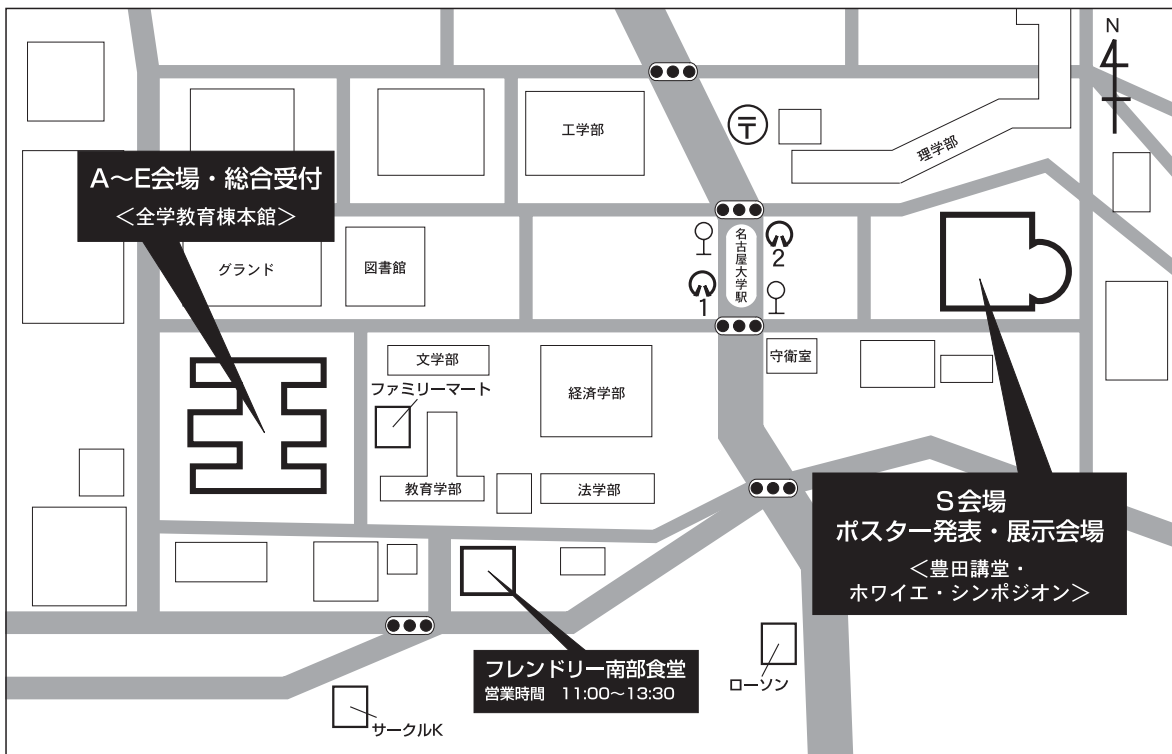 N
工学部
〒
理学部
A～E会場・総合受付
＜全学教育棟本館＞
グランド
図書館
名古屋大学駅
2
1
守衛室
文学部
ファミリーマート
経済学部
教育学部
法学部
S会場
ポスター発表・展示会場
＜豊田講堂・
ホワイエ・シンポジオン＞
フレンドリー南部食堂
営業時間　11:00～13:30
ローソン
サークルK